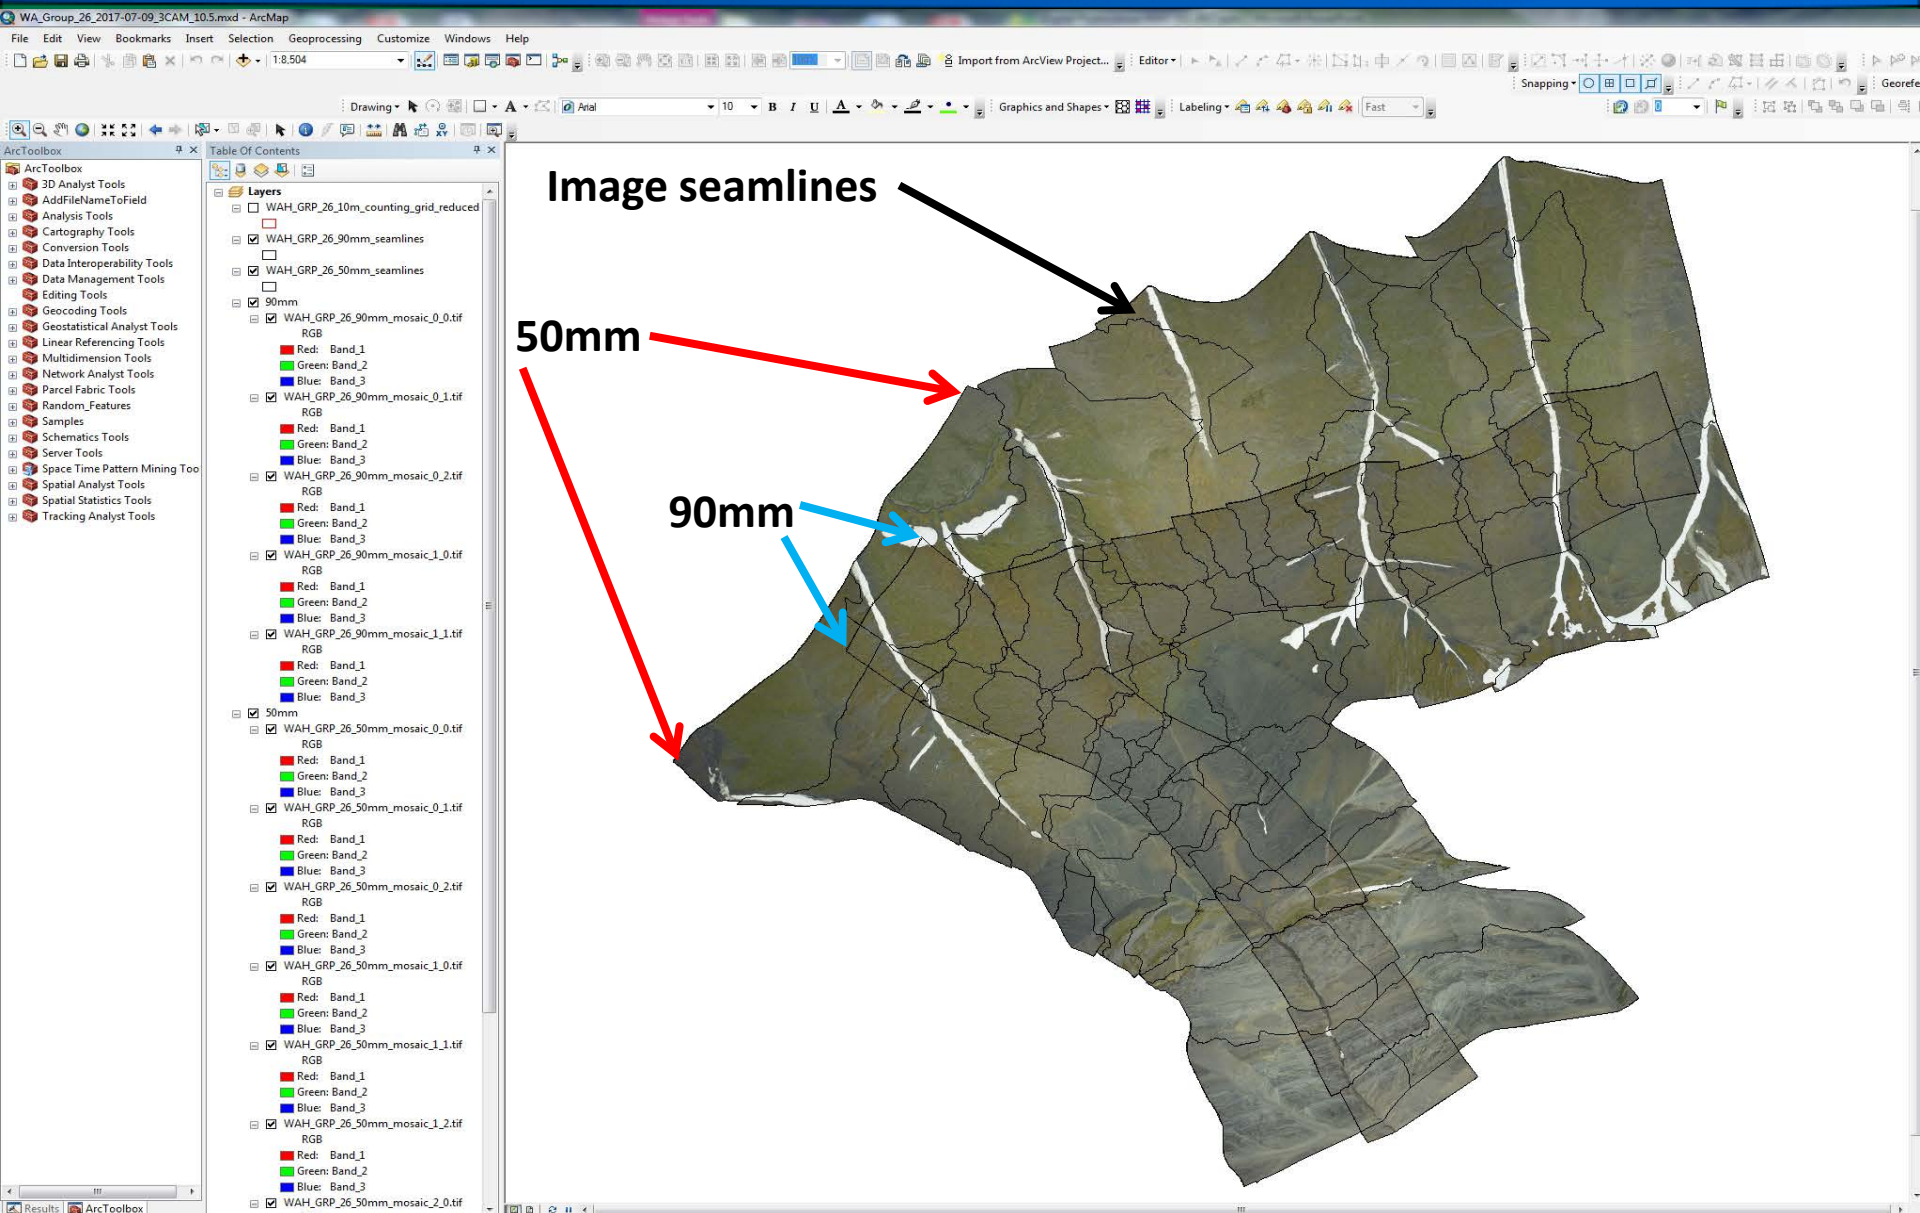 WA_Group_26_2017-07-09_3CAM_10.5.mxd - ArcMap
File Edit View Bookmarks Insert Selection Geoprocessing Customize Windows Help
1:8,504
Import from ArcView Project...
Editor
Snapping
Georefe
Drawing
A
Arial
10
B I U A
Graphics and Shapes
Labeling
Fast
ArcToolbox
ArcToolbox
3D Analyst Tools
AddFileNameToField
Analysis Tools
Cartography Tools
Conversion Tools
Data Interoperability Tools
Data Management Tools
Editing Tools
Geocoding Tools
Geostatistical Analyst Tools
Linear Referencing Tools
Multidimension Tools
Network Analyst Tools
Parcel Fabric Tools
Random_Features
Samples
Schematics Tools
Server Tools
Space Time Pattern Mining Too
Spatial Analyst Tools
Spatial Statistics Tools
Tracking Analyst Tools
Results ArcToolbox
Table Of Contents
Layers
WAH_GRP_26_10m_counting_grid_reduced
WAH_GRP_26_90mm_seamlines
WAH_GRP_26_50mm_seamlines
90mm
WAH_GRP_26_90mm_mosaic_0_0.tif
RGB
Red: Band_1
Green: Band_2
Blue: Band_3
WAH_GRP_26_90mm_mosaic_0_1.tif
RGB
Red: Band_1
Green: Band_2
Blue: Band_3
WAH_GRP_26_90mm_mosaic_0_2.tif
RGB
Red: Band_1
Green: Band_2
Blue: Band_3
WAH_GRP_26_90mm_mosaic_1_0.tif
RGB
Red: Band_1
Green: Band_2
Blue: Band_3
WAH_GRP_26_90mm_mosaic_1_1.tif
RGB
Red: Band_1
Green: Band_2
Blue: Band_3
50mm
WAH_GRP_26_50mm_mosaic_0_0.tif
RGB
Red: Band_1
Green: Band_2
Blue: Band_3
WAH_GRP_26_50mm_mosaic_0_1.tif
RGB
Red: Band_1
Green: Band_2
Blue: Band_3
WAH_GRP_26_50mm_mosaic_0_2.tif
RGB
Red: Band_1
Green: Band_2
Blue: Band_3
WAH_GRP_26_50mm_mosaic_1_0.tif
RGB
Red: Band_1
Green: Band_2
Blue: Band_3
WAH_GRP_26_50mm_mosaic_1_1.tif
RGB
Red: Band_1
Green: Band_2
Blue: Band_3
WAH_GRP_26_50mm_mosaic_1_2.tif
RGB
Red: Band_1
Green: Band_2
Blue: Band_3
WAH_GRP_26_50mm_mosaic_2_0.tif
Image seamlines
50mm
90mm